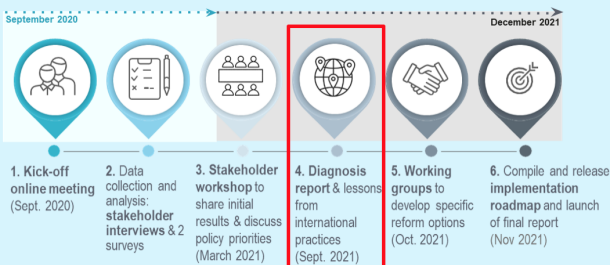 September 2020
December 2021
1. Kick-off
online meeting
(Sept. 2020)
2. Data
collection and
analysis:
stakeholder
interviews & 2
surveys
3. Stakeholder
workshop to
share initial
results & discuss
policy priorities
(March 2021)
4. Diagnosis
report & lessons
from
international
practices
(Sept. 2021)
5. Working
groups to
develop specific
reform options
(Oct. 2021)
6. Compile and release
implementation
roadmap and launch
of final report
(Nov 2021)